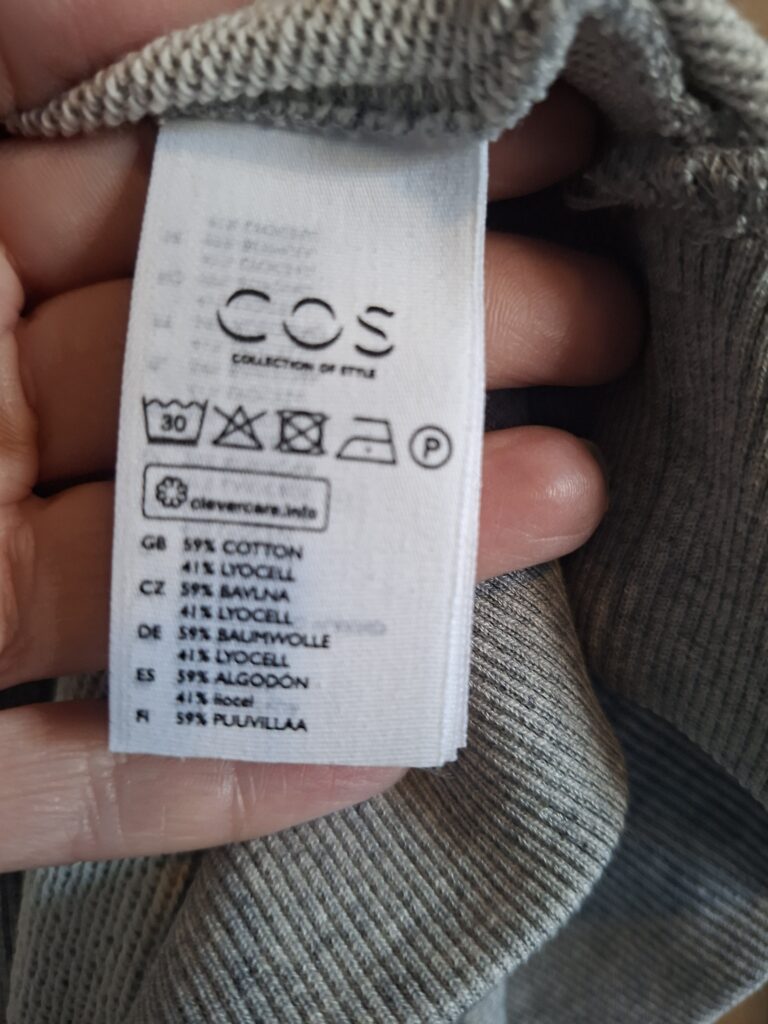 COS
COLLECTION OF STYLE
30 P
clevercare.info
GB 59% COTTON
41% LYOCELL
CZ 59% BAVLNA
41% LYOCELL
DE 59% BAUMWOLLE
41% LYOCELL
ES 59% ALGODÓN
41% liocel
FI 59% PUUVILLAA